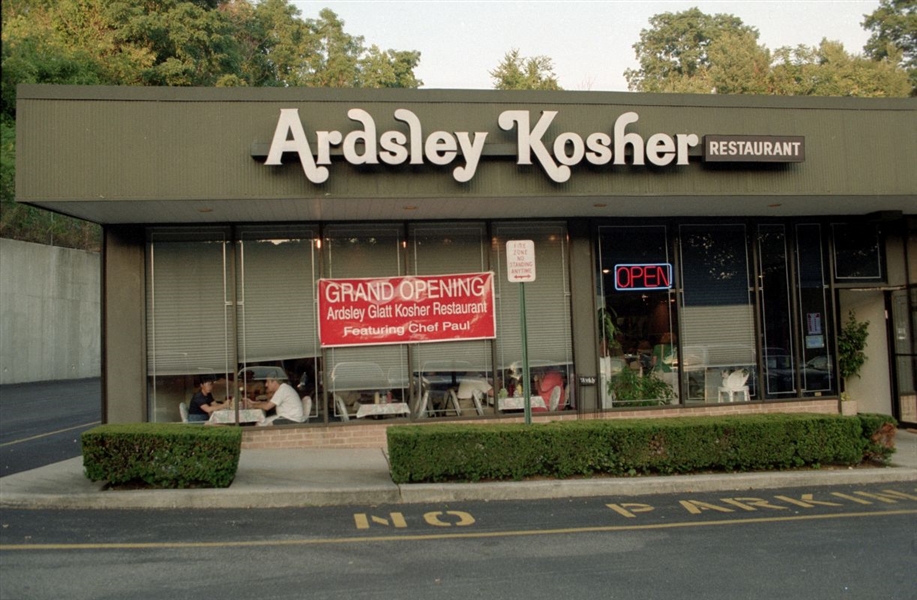 Ardsley Kosher
RESTAURANT
GRAND OPENING
Ardsley Glatt Kosher Restaurant
Featuring Chef Paul
FIRE
ZONE
NO
STANDING
ANYTIME
OPEN
NO PARKING